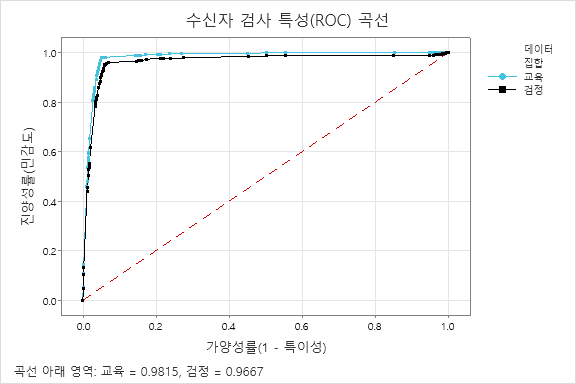 수신자 검사 특성(ROC) 곡선
데이터
집합
교육
검정
진양성률(민감도)
1.0
0.8
0.6
0.4
0.2
0.0
0.0 0.2 0.4 0.6 0.8 1.0
가양성률(1 - 특이성)
곡선 아래 영역: 교육 = 0.9815, 검정 = 0.9667